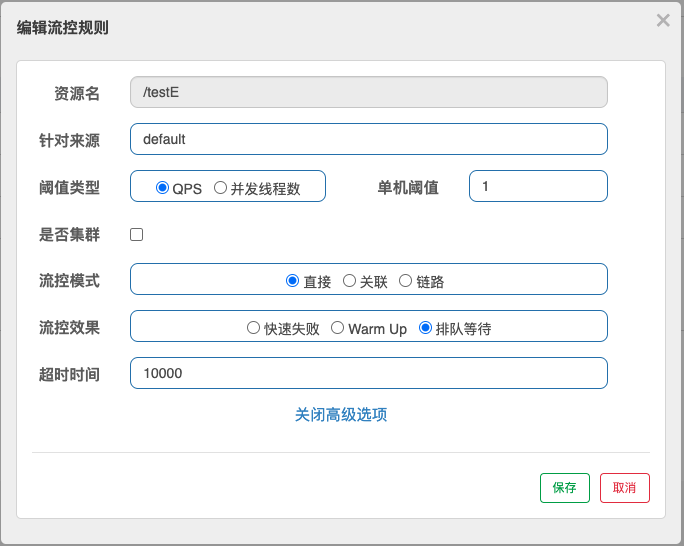 编辑流控规则 ×
资源名 /testE
针对来源 default
阈值类型 QPS 并发线程数 单机阈值 1
是否集群
流控模式 直接 关联 链路
流控效果 快速失败 Warm Up 排队等待
超时时间 10000
关闭高级选项
保存 取消